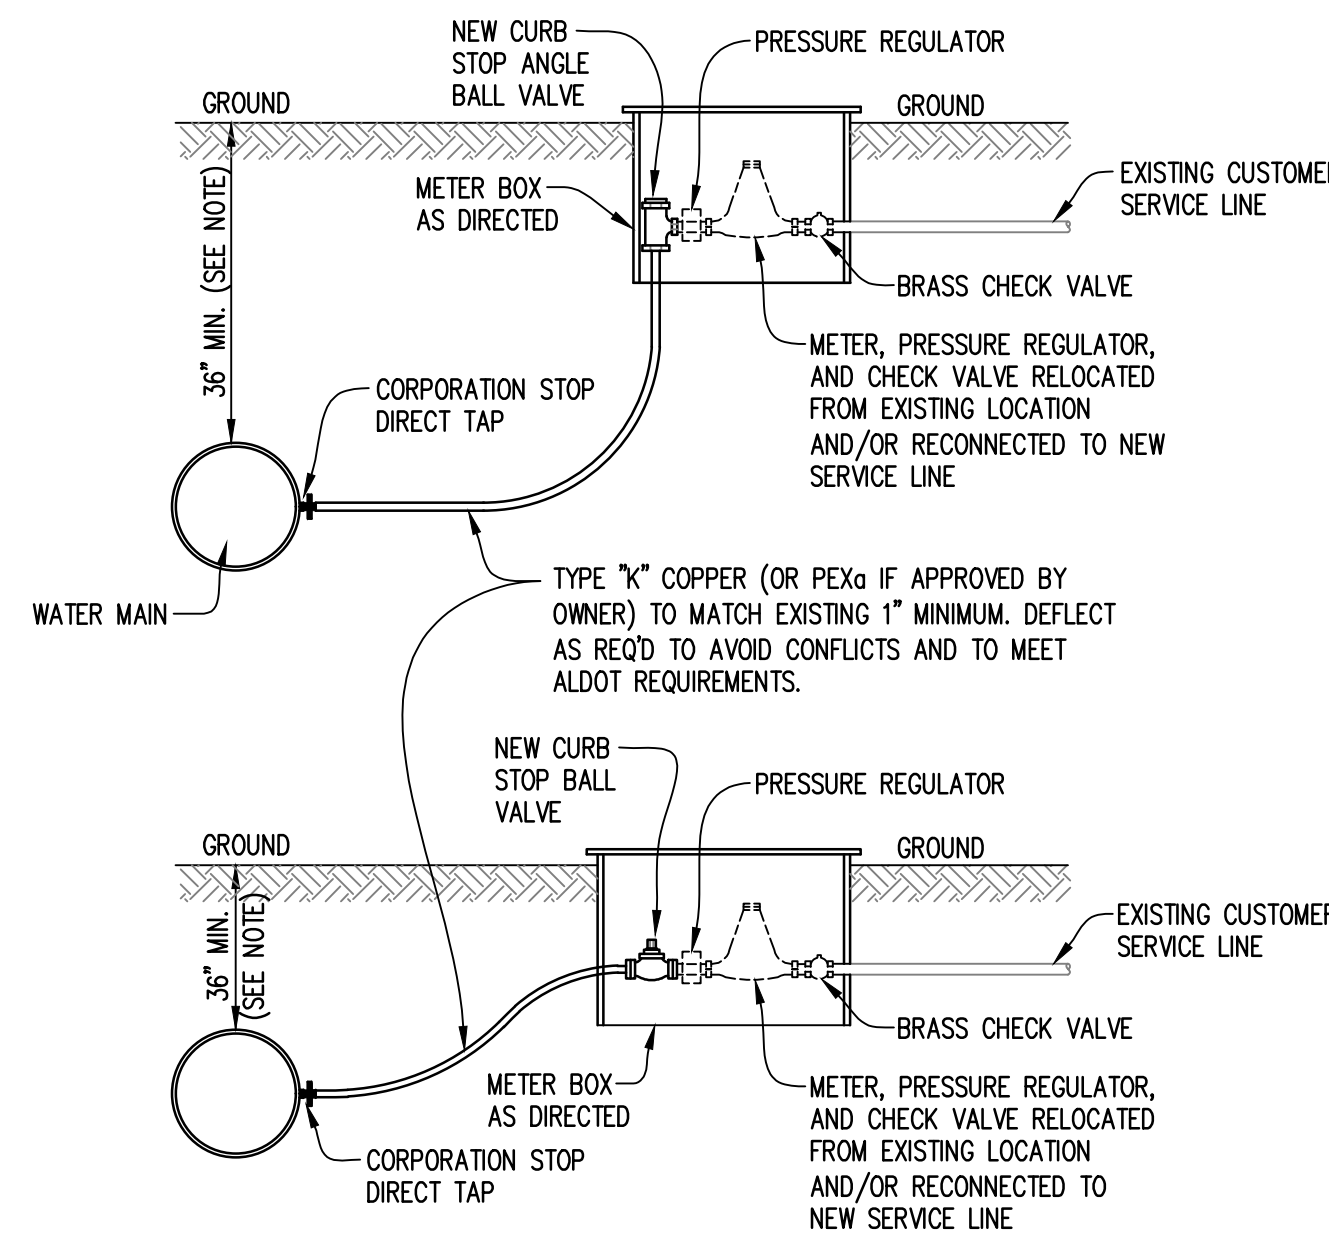 NEW CURB
STOP ANGLE
BALL VALVE
PRESSURE REGULATOR
GROUND
GROUND
METER BOX
AS DIRECTED
EXISTING CUSTOMER
SERVICE LINE
36" MIN. (SEE NOTE)
BRASS CHECK VALVE
METER, PRESSURE REGULATOR,
AND CHECK VALVE RELOCATED
FROM EXISTING LOCATION
AND/OR RECONNECTED TO NEW
SERVICE LINE
CORPORATION STOP
DIRECT TAP
WATER MAIN
TYPE "K" COPPER (OR PEXa IF APPROVED BY
OWNER) TO MATCH EXISTING 1" MINIMUM. DEFLECT
AS REQ'D TO AVOID CONFLICTS AND TO MEET
ALDOT REQUIREMENTS.
NEW CURB
STOP BALL
VALVE
PRESSURE REGULATOR
GROUND
GROUND
36" MIN.
(SEE NOTE)
EXISTING CUSTOMER
SERVICE LINE
BRASS CHECK VALVE
METER BOX
AS DIRECTED
METER, PRESSURE REGULATOR,
AND CHECK VALVE RELOCATED
FROM EXISTING LOCATION
AND/OR RECONNECTED TO
NEW SERVICE LINE
CORPORATION STOP
DIRECT TAP